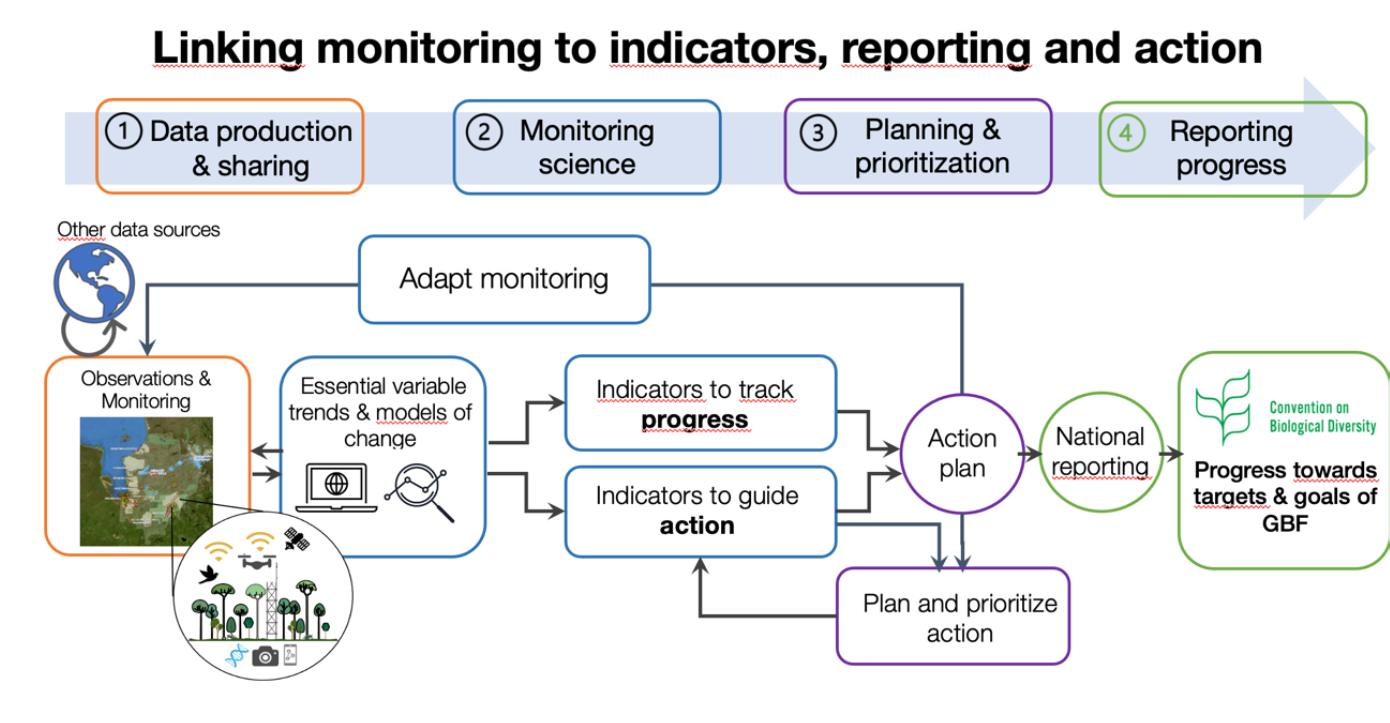 Linking monitoring to indicators, reporting and action
1 Data production
& sharing
2 Monitoring
science
3 Planning &
prioritization
4 Reporting
progress
Other data sources
Adapt monitoring
Observations &
Monitoring
Essential variable
trends & models of
change
Indicators to track
progress
Indicators to guide
action
Action
plan
National
reporting
Convention on
Biological Diversity
Progress towards
targets & goals of
GBF
Plan and prioritize
action